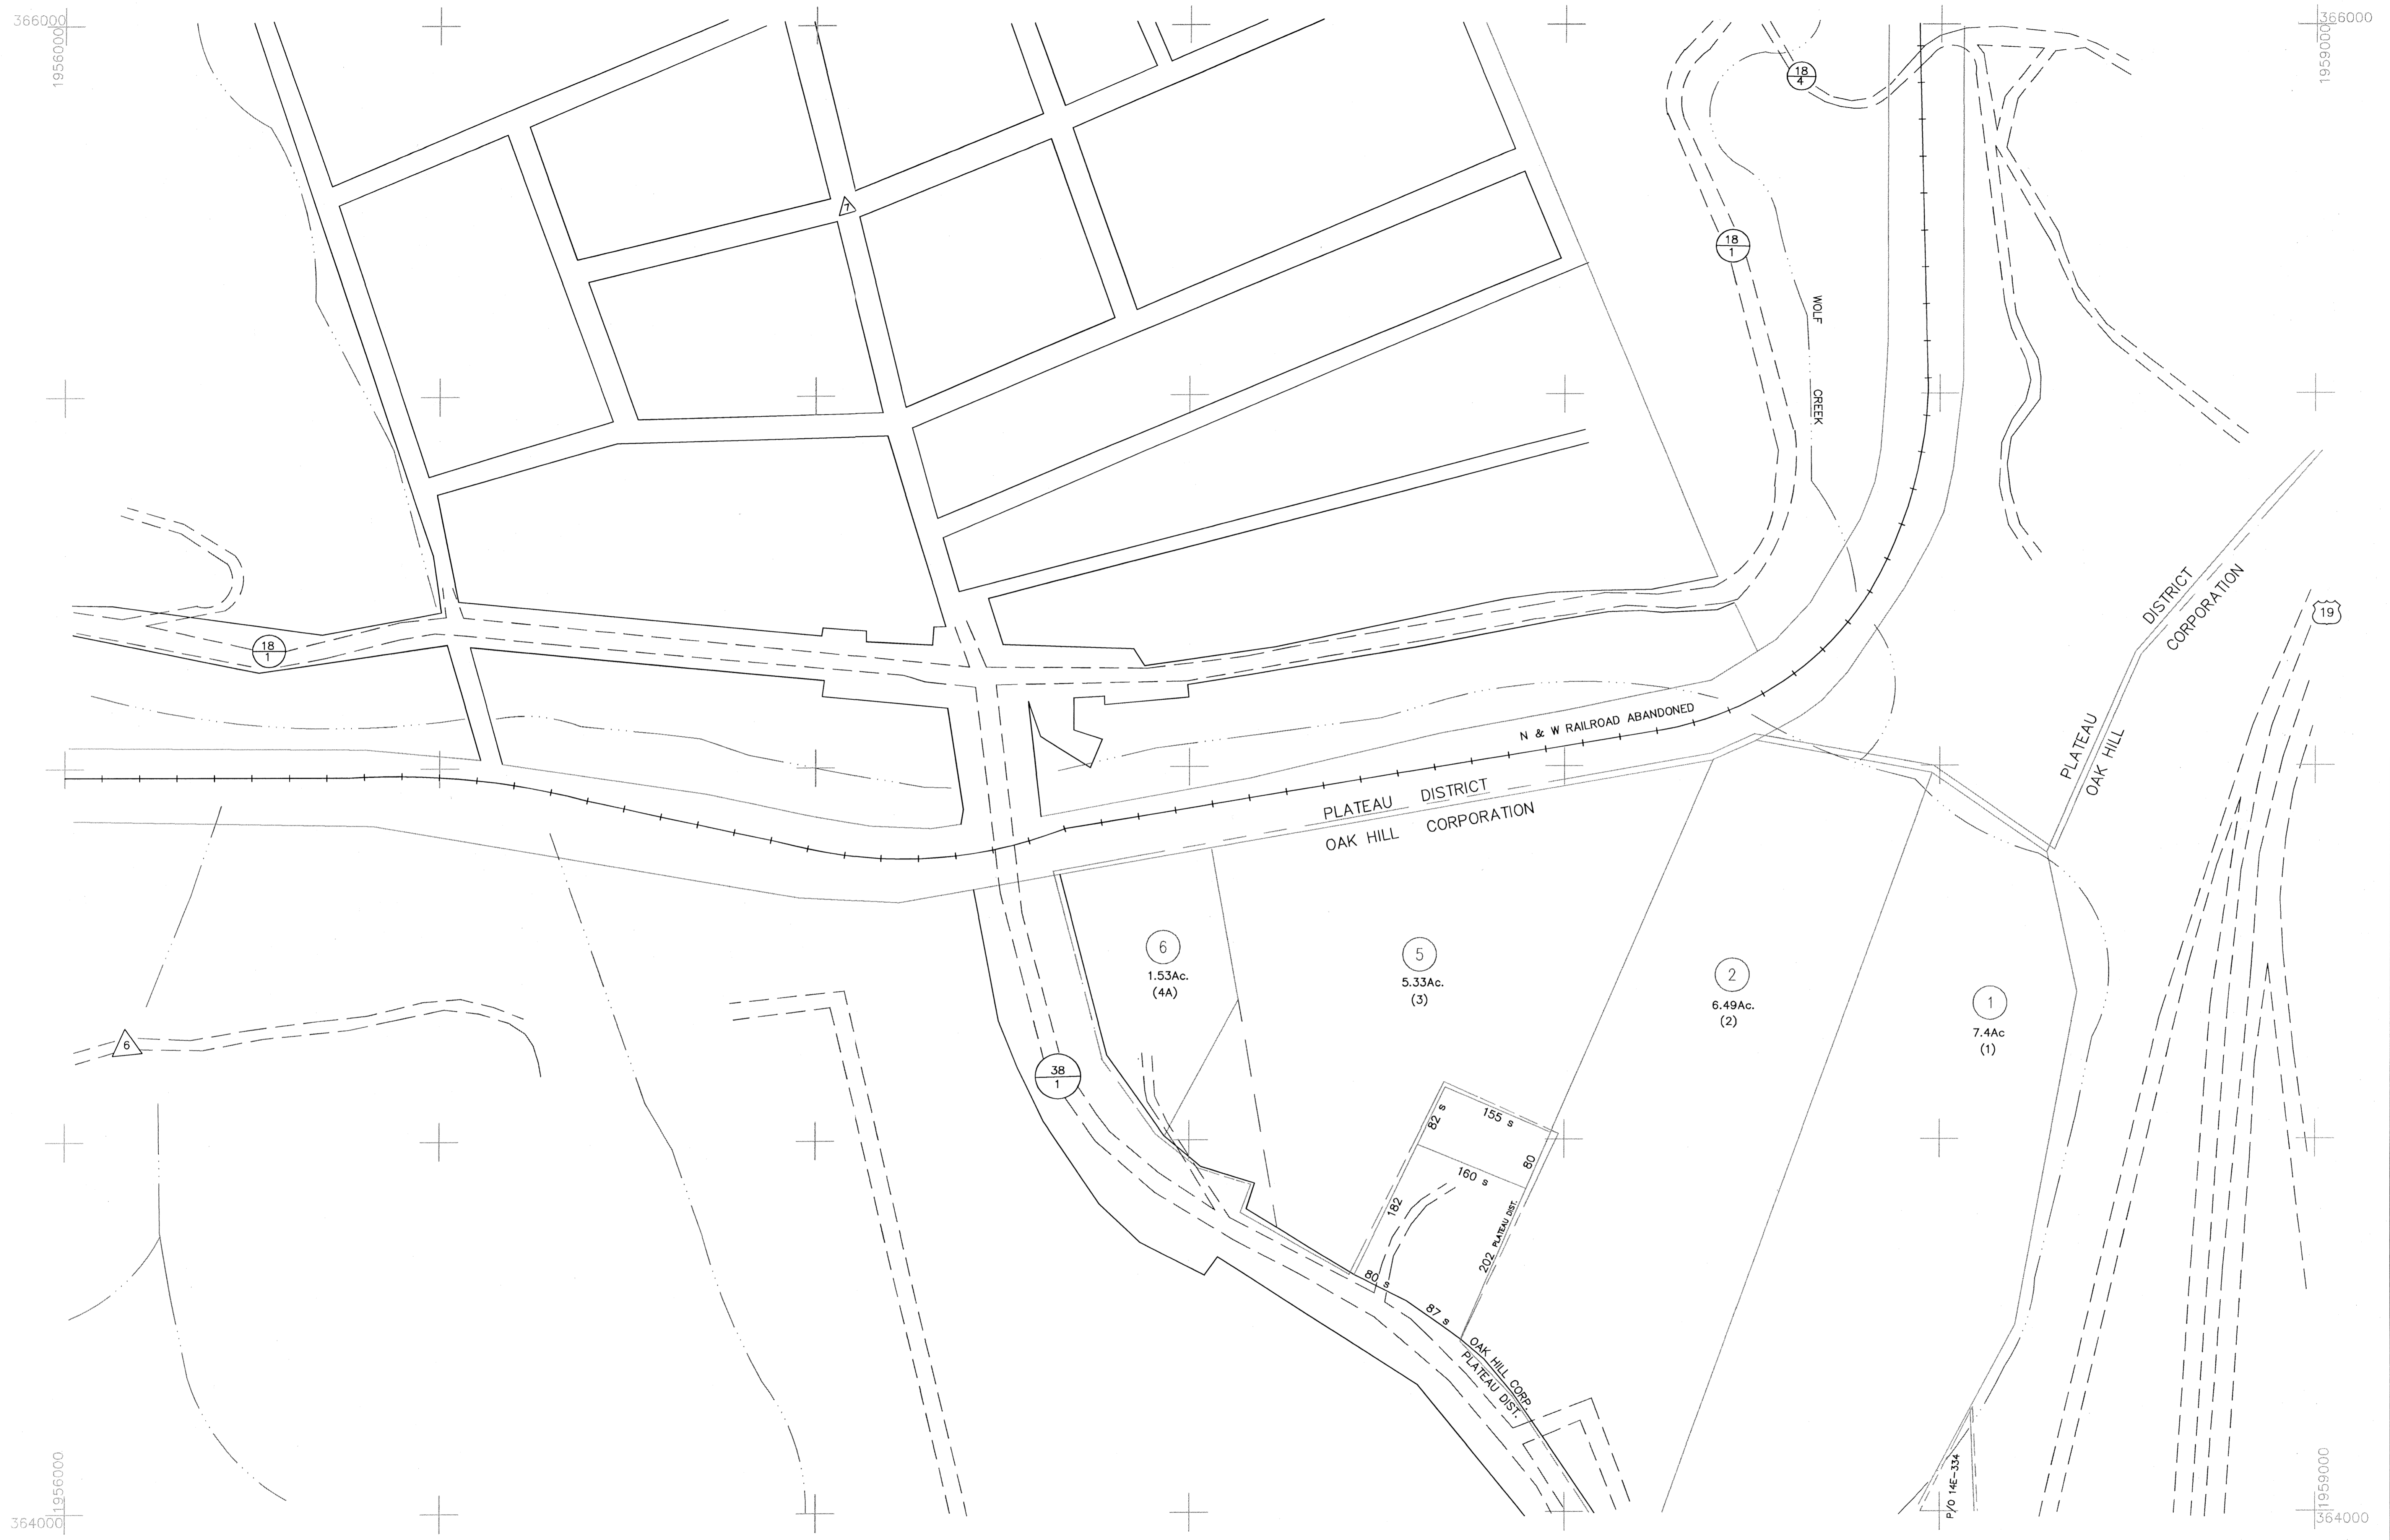 366000
1956000
366000
1959000
18
4
7
18
1
WOLF CREEK
19
DISTRICT
CORPORATION
18
1
PLATEAU
OAK HILL
N & W RAILROAD ABANDONED
PLATEAU DISTRICT
OAK HILL CORPORATION
6
1.53Ac.
(4A)
5
5.33Ac.
(3)
2
6.49Ac.
(2)
1
7.4Ac
(1)
6
38
1
82 s
155 s
80
160 s
182
202 PLATEAU DIST.
80 s
87 s
OAK HILL CORP.
PLATEAU DIST.
P/O 14E-334
1956000
364000
1959000
364000